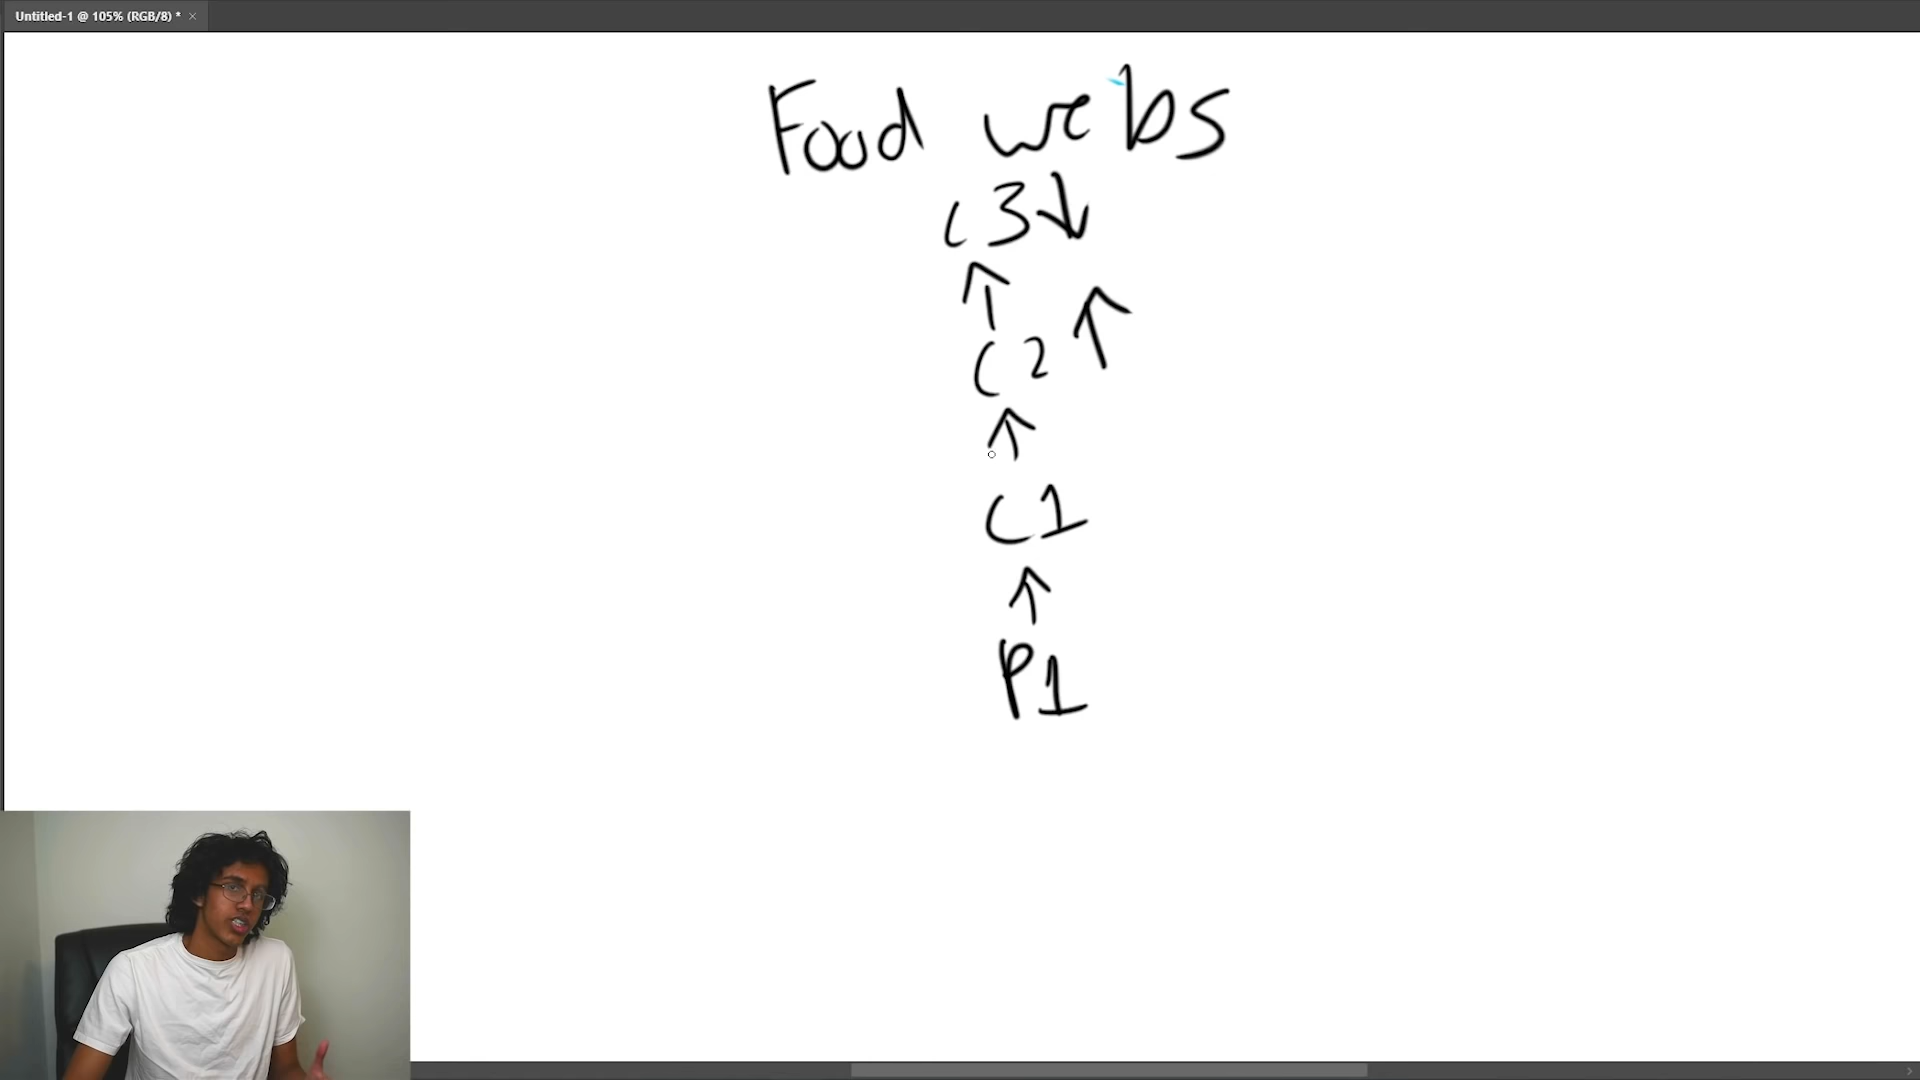 Untitled-1 @ 105% (RGB/8) * ×
Food webs
C3↓
↑
C2 ↑
↑
C1
↑
P1